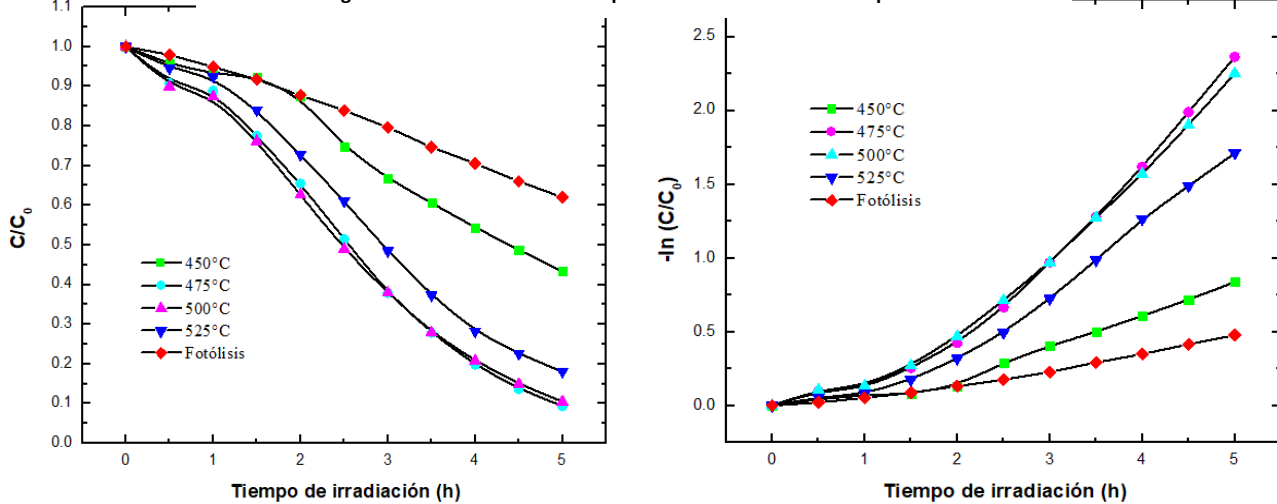 1.1
1.0
0.9
0.8
0.7
0.6
0.5
0.4
0.3
0.2
0.1
0.0
C/C0
450°C
475°C
500°C
525°C
Fotólisis
0 1 2 3 4 5
Tiempo de irradiación (h)
2.5
2.0
1.5
1.0
0.5
0.0
-ln (C/C0)
450°C
475°C
500°C
525°C
Fotólisis
0 1 2 3 4 5
Tiempo de irradiación (h)